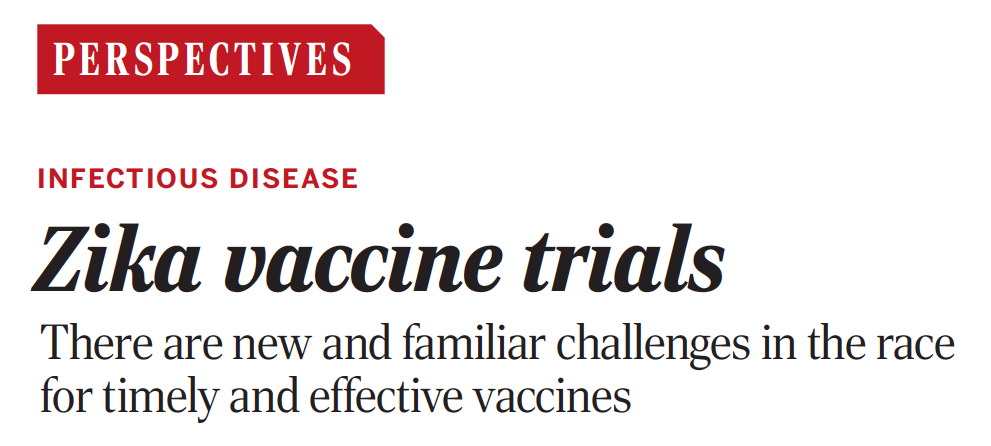 PERSPECTIVES
INFECTIOUS DISEASE
Zika vaccine trials
There are new and familiar challenges in the race
for timely and effective vaccines